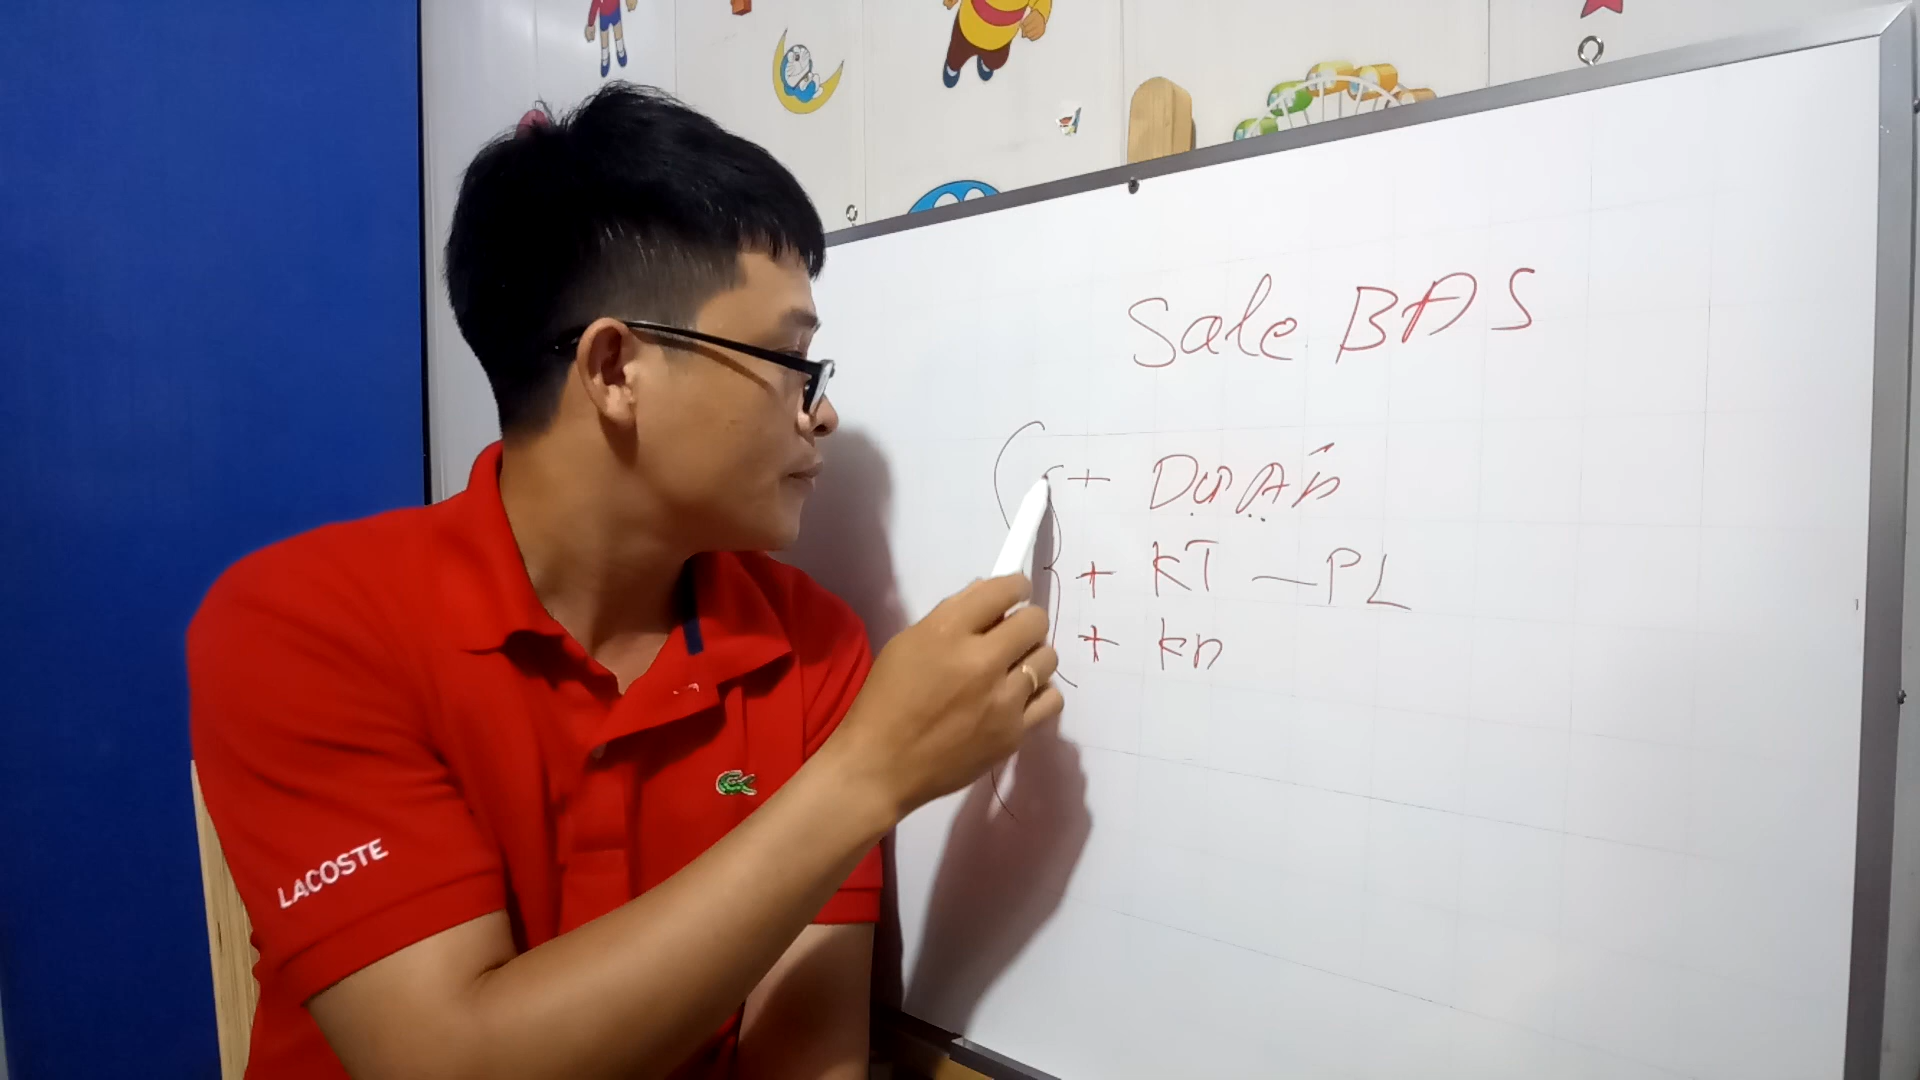 Sale BĐS
+ Dự Án
+ KT - PL
+ kn
LACOSTE